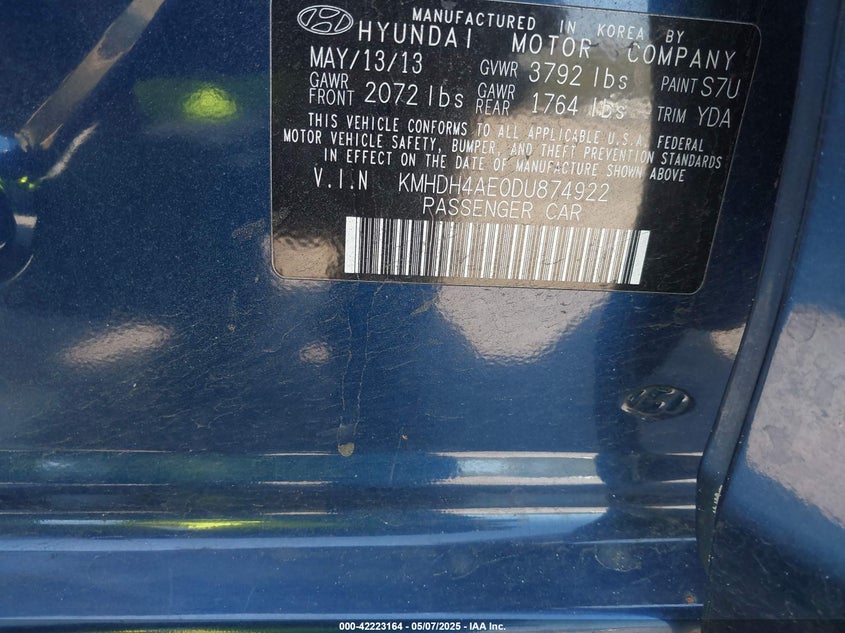 MANUFACTURED IN KOREA BY
HYUNDAI MOTOR COMPANY
MAY/13/13 GVWR 3792 lbs PAINT S7U
GAWR FRONT 2072 lbs GAWR REAR 1764 lbs TRIM YDA
THIS VEHICLE CONFORMS TO ALL APPLICABLE U.S.A. FEDERAL
MOTOR VEHICLE SAFETY, BUMPER, AND THEFT PREVENTION STANDARDS
IN EFFECT ON THE DATE OF MANUFACTURE SHOWN ABOVE
V.I.N KMHDH4AE0DU874922
PASSENGER CAR
000-42223164 - 05/07/2025 - IAA Inc.